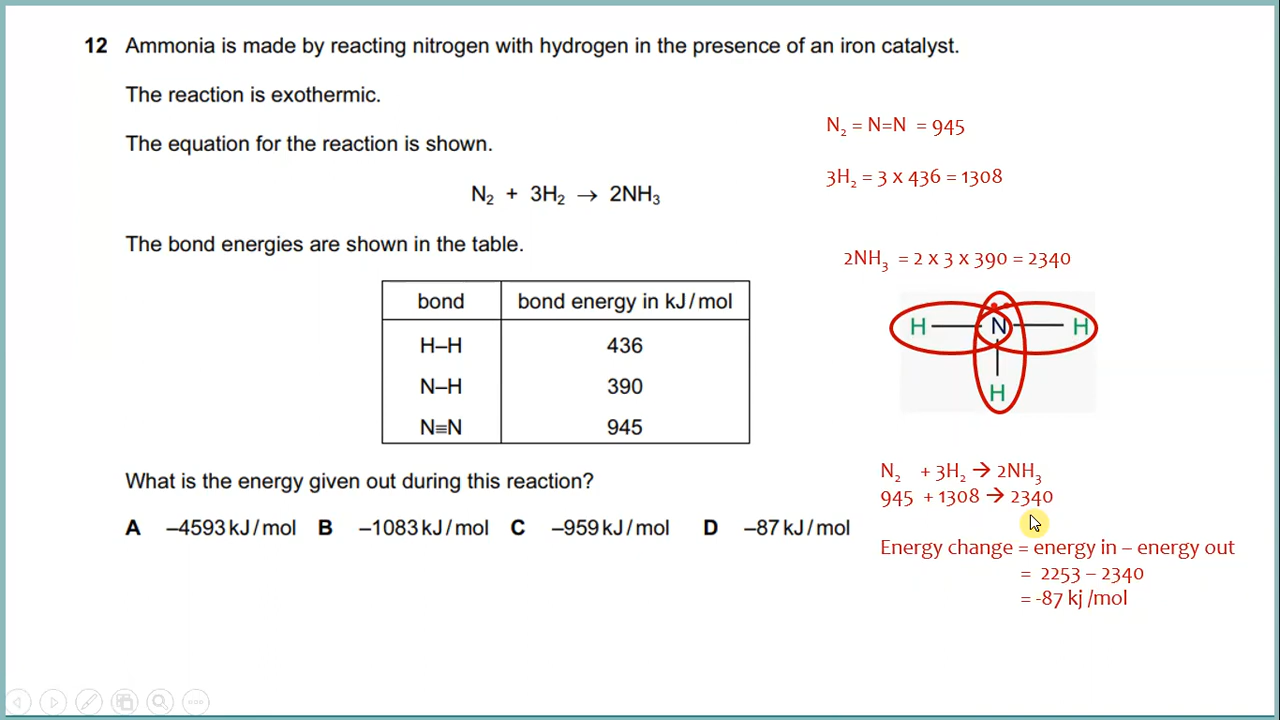 12 Ammonia is made by reacting nitrogen with hydrogen in the presence of an iron catalyst.
The reaction is exothermic.
The equation for the reaction is shown.
N₂ + 3H₂ → 2NH₃
The bond energies are shown in the table.
bond bond energy in kJ/mol
H–H 436
N–H 390
N≡N 945
What is the energy given out during this reaction?
A –4593 kJ/mol B –1083 kJ/mol C –959 kJ/mol D –87 kJ/mol
N₂ = N=N = 945
3H₂ = 3 x 436 = 1308
2NH₃ = 2 x 3 x 390 = 2340
H N H
H
N₂ + 3H₂ → 2NH₃
945 + 1308 → 2340
Energy change = energy in – energy out
= 2253 – 2340
= -87 kj /mol